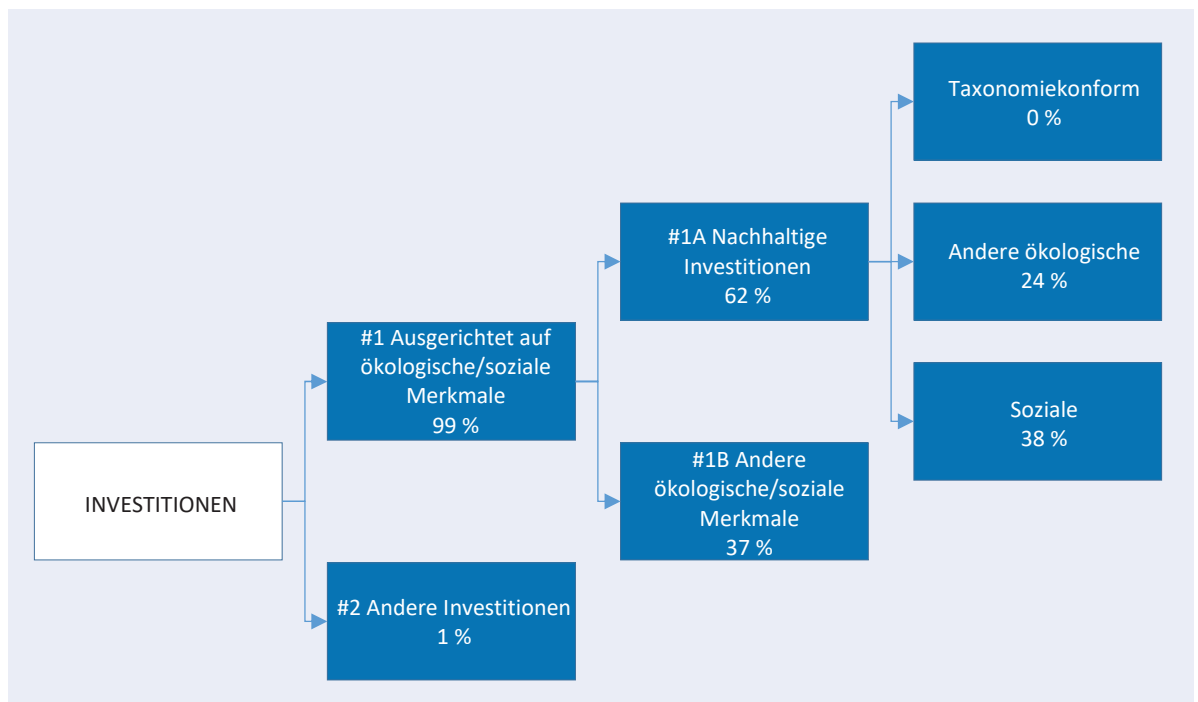 INVESTITIONEN
#1 Ausgerichtet auf
ökologische/soziale
Merkmale
99 %
#2 Andere Investitionen
1 %
#1A Nachhaltige
Investitionen
62 %
#1B Andere
ökologische/soziale
Merkmale
37 %
Taxonomiekonform
0 %
Andere ökologische
24 %
Soziale
38 %